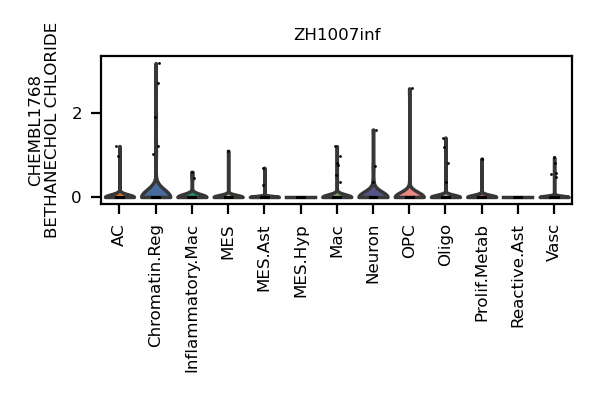 ZH1007inf
CHEMBL1768
BETHANECHOL CHLORIDE
2
0
AC
Chromatin.Reg
Inflammatory.Mac
MES
MES.Ast
MES.Hyp
Mac
Neuron
OPC
Oligo
Prolif.Metab
Reactive.Ast
Vasc